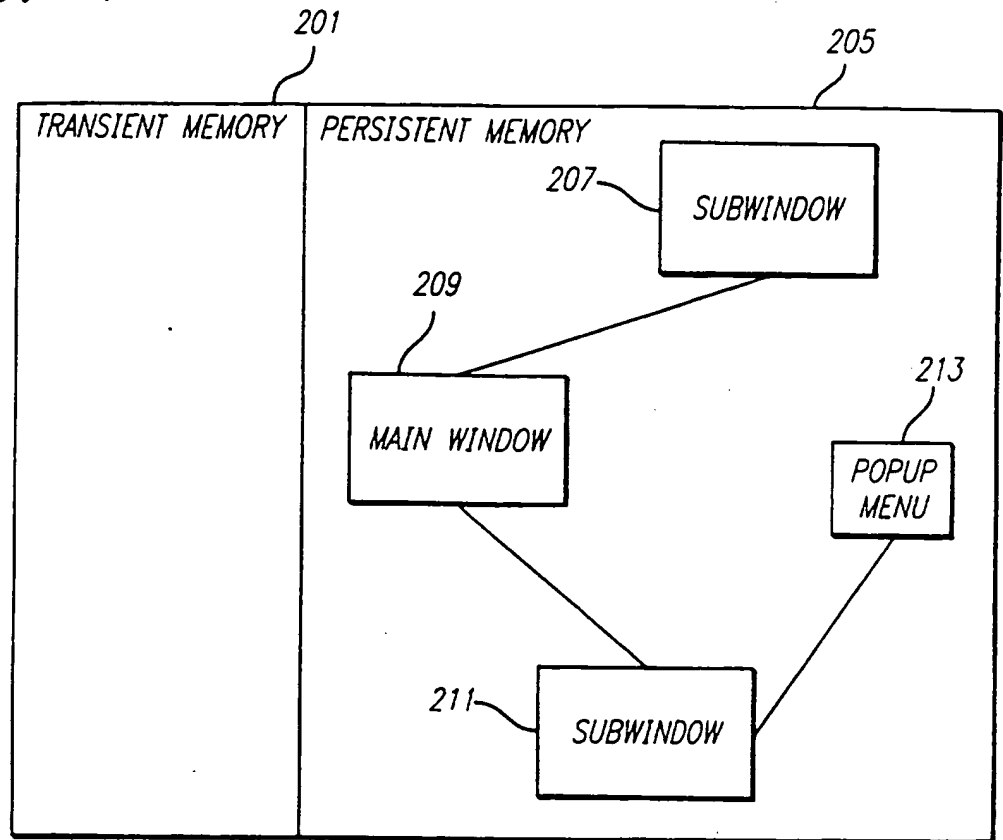 201
205
TRANSIENT MEMORY
PERSISTENT MEMORY
207
SUBWINDOW
209
MAIN WINDOW
213
POPUP
MENU
211
SUBWINDOW